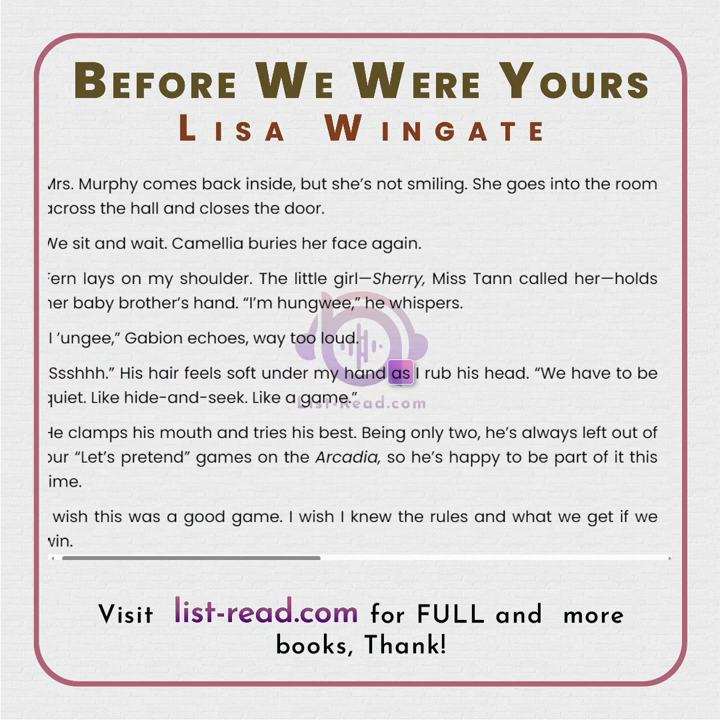 BEFORE WE WERE YOURS
LISA WINGATE
Mrs. Murphy comes back inside, but she’s not smiling. She goes into the room
across the hall and closes the door.
We sit and wait. Camellia buries her face again.
Fern lays on my shoulder. The little girl—Sherry, Miss Tann called her—holds
her baby brother’s hand. “I’m hungwee,” he whispers.
I ’ungee,” Gabion echoes, way too loud.
Ssshhh.” His hair feels soft under my hand as I rub his head. “We have to be
quiet. Like hide-and-seek. Like a game.”
He clamps his mouth and tries his best. Being only two, he’s always left out of
our “Let’s pretend” games on the Arcadia, so he’s happy to be part of it this
time.
wish this was a good game. I wish I knew the rules and what we get if we
win.
List-Read.com
Visit list-read.com for FULL and more
books, Thank!